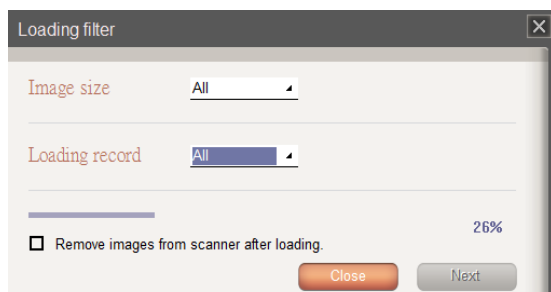 Loading filter
Image size All
Loading record All
26%
Remove images from scanner after loading.
Close Next